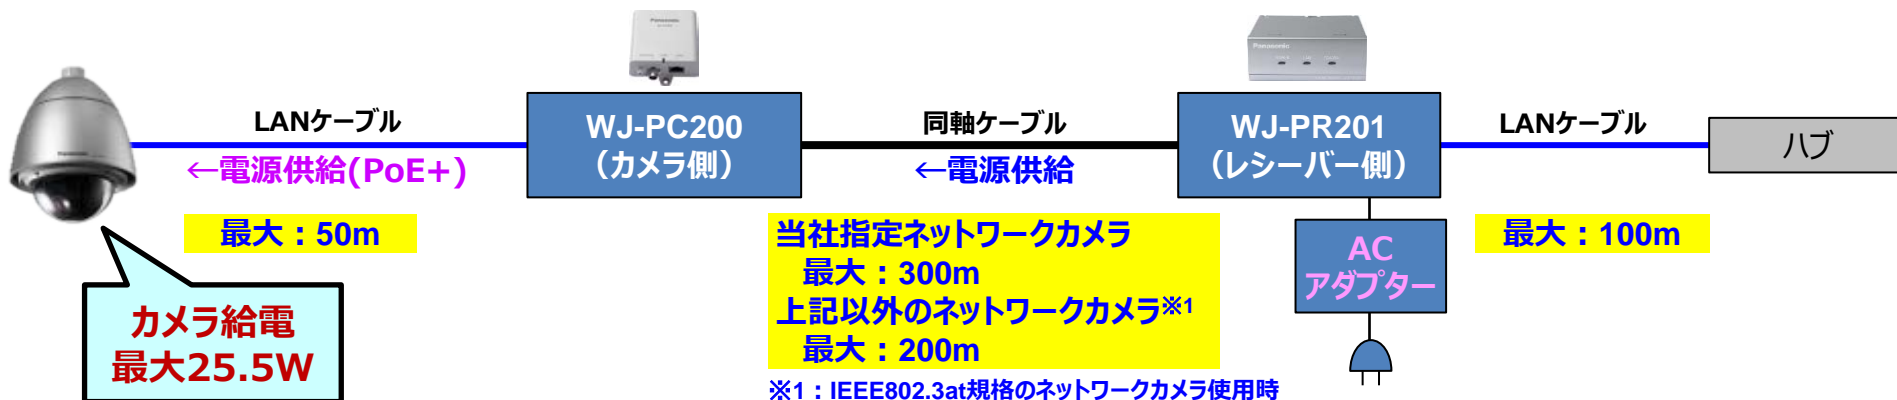 Panasonic
Panasonic
LANケーブル
WJ-PC200
(カメラ側)
同軸ケーブル
WJ-PR201
(レシーバー側)
LANケーブル
ハブ
←電源供給(PoE+)
←電源供給
最大：50m
当社指定ネットワークカメラ
最大：300m
上記以外のネットワークカメラ※1
最大：200m
※1：IEEE802.3at規格のネットワークカメラ使用時
AC
アダプター
最大：100m
カメラ給電
最大25.5W